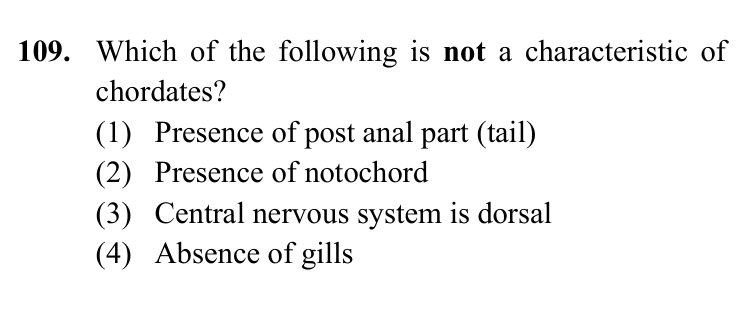 109. Which of the following is not a characteristic of
chordates?
(1) Presence of post anal part (tail)
(2) Presence of notochord
(3) Central nervous system is dorsal
(4) Absence of gills